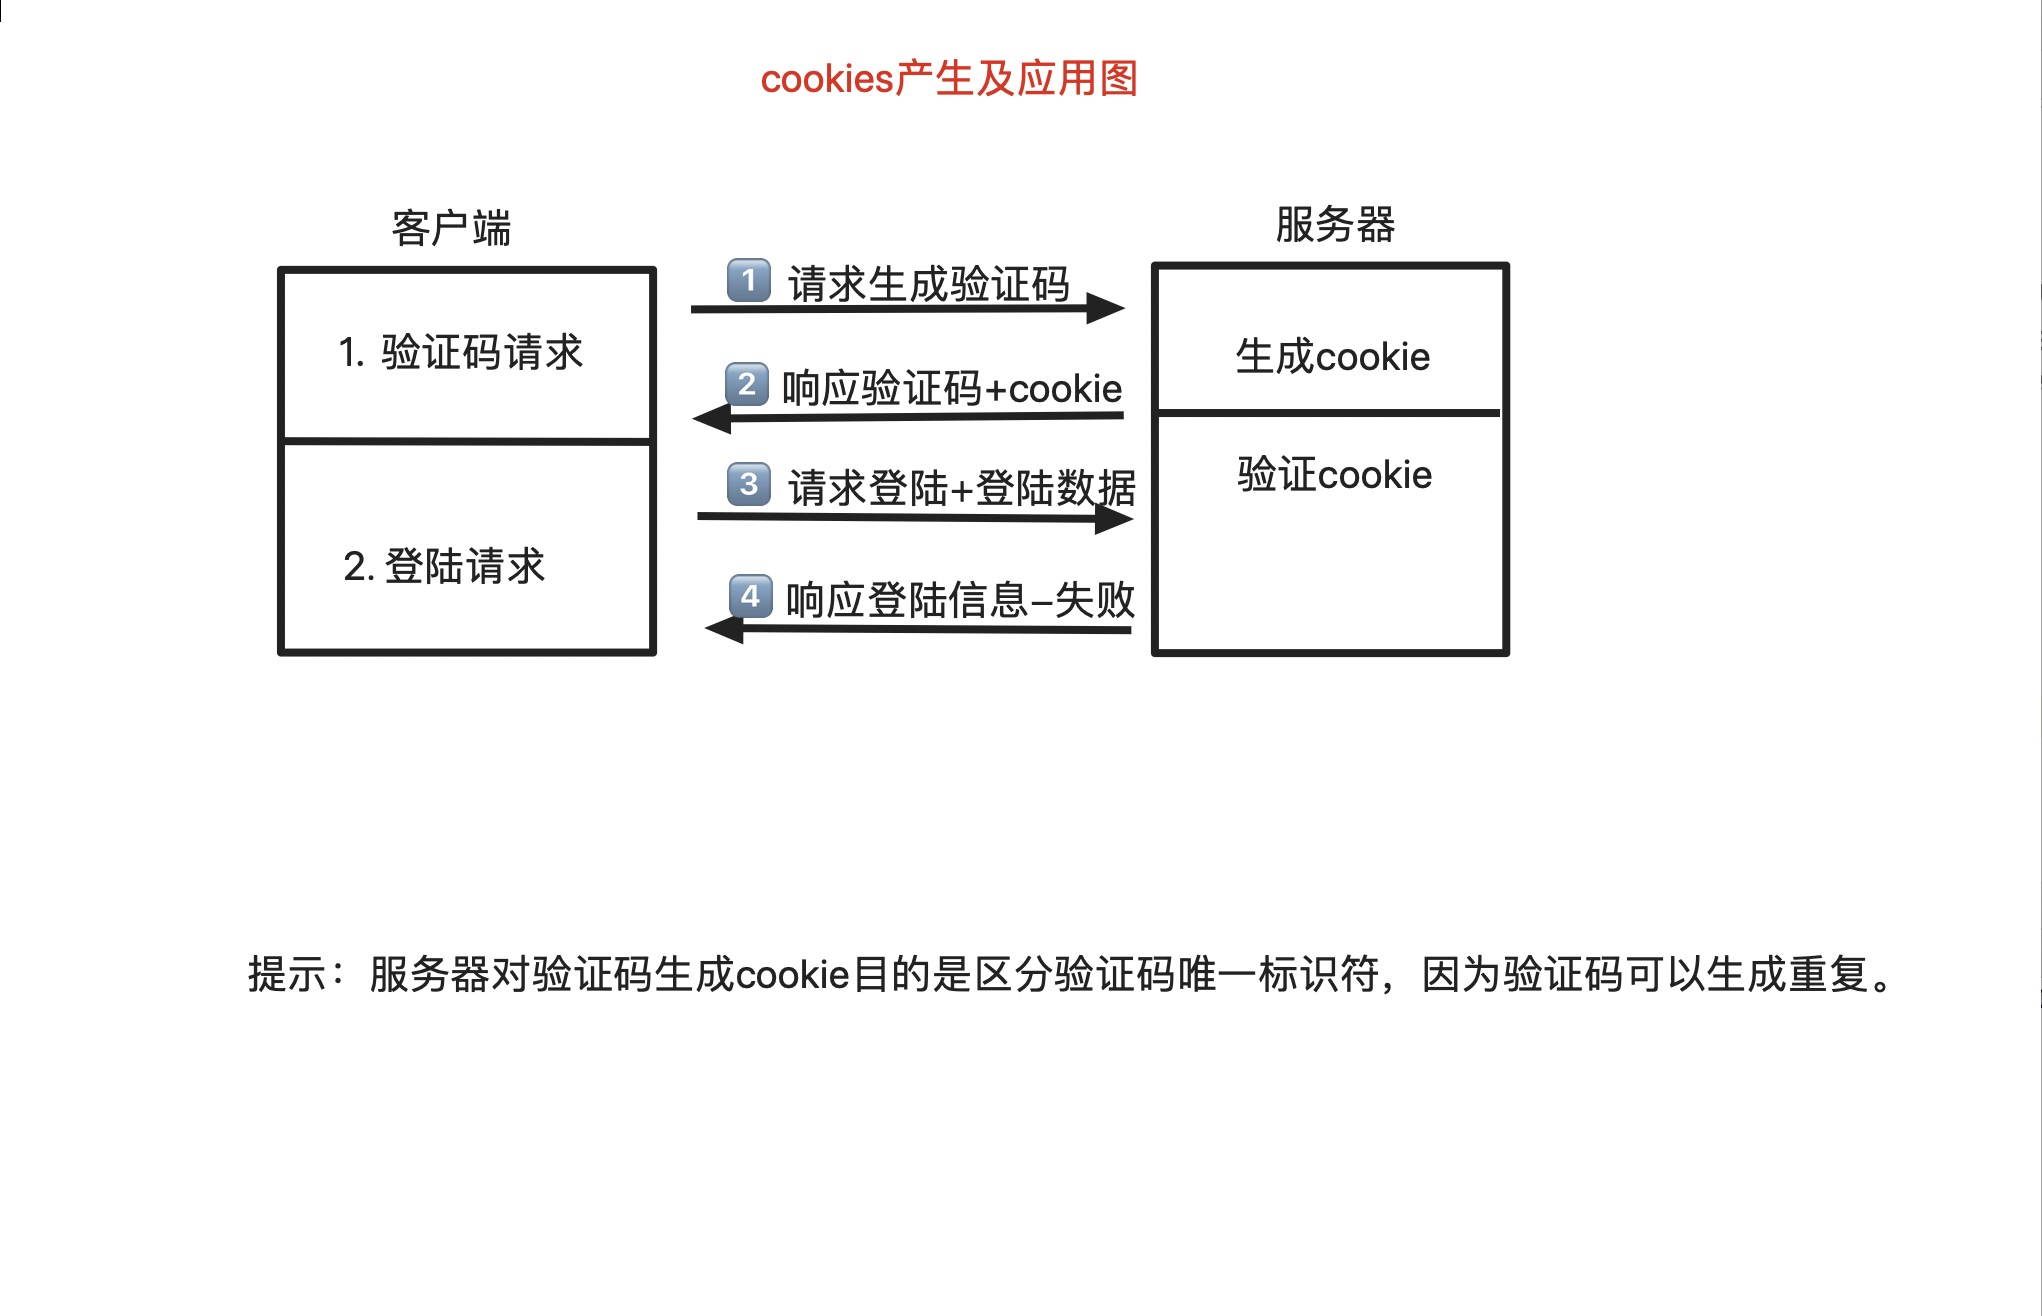 cookies产生及应用图
客户端
服务器
1 请求生成验证码
1. 验证码请求
生成cookie
2 响应验证码+cookie
3 请求登陆+登陆数据
验证cookie
2. 登陆请求
4 响应登陆信息–失败
提示：服务器对验证码生成cookie目的是区分验证码唯一标识符，因为验证码可以生成重复。